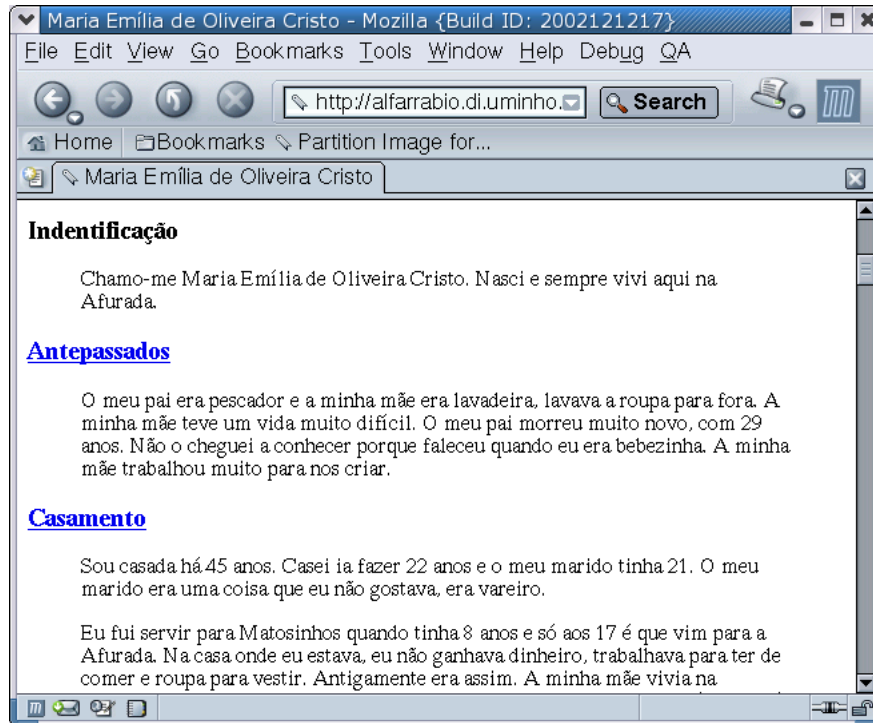 Maria Emília de Oliveira Cristo - Mozilla {Build ID: 2002121217}
File Edit View Go Bookmarks Tools Window Help Debug QA
http://alfarrabio.di.uminho. Search
Home Bookmarks Partition Image for...
Maria Emília de Oliveira Cristo
Indentificação
Chamo-me Maria Emília de Oliveira Cristo. Nasci e sempre vivi aqui na
Afurada.
Antepassados
O meu pai era pescador e a minha mãe era lavadeira, lavava a roupa para fora. A
minha mãe teve um vida muito difícil. O meu pai morreu muito novo, com 29
anos. Não o cheguei a conhecer porque faleceu quando eu era bebezinha. A minha
mãe trabalhou muito para nos criar.
Casamento
Sou casada há 45 anos. Casei ia fazer 22 anos e o meu marido tinha 21. O meu
marido era uma coisa que eu não gostava, era vareiro.
Eu fui servir para Matosinhos quando tinha 8 anos e só aos 17 é que vim para a
Afurada. Na casa onde eu estava, eu não ganhava dinheiro, trabalhava para ter de
comer e roupa para vestir. Antigamente era assim. A minha mãe vivia na